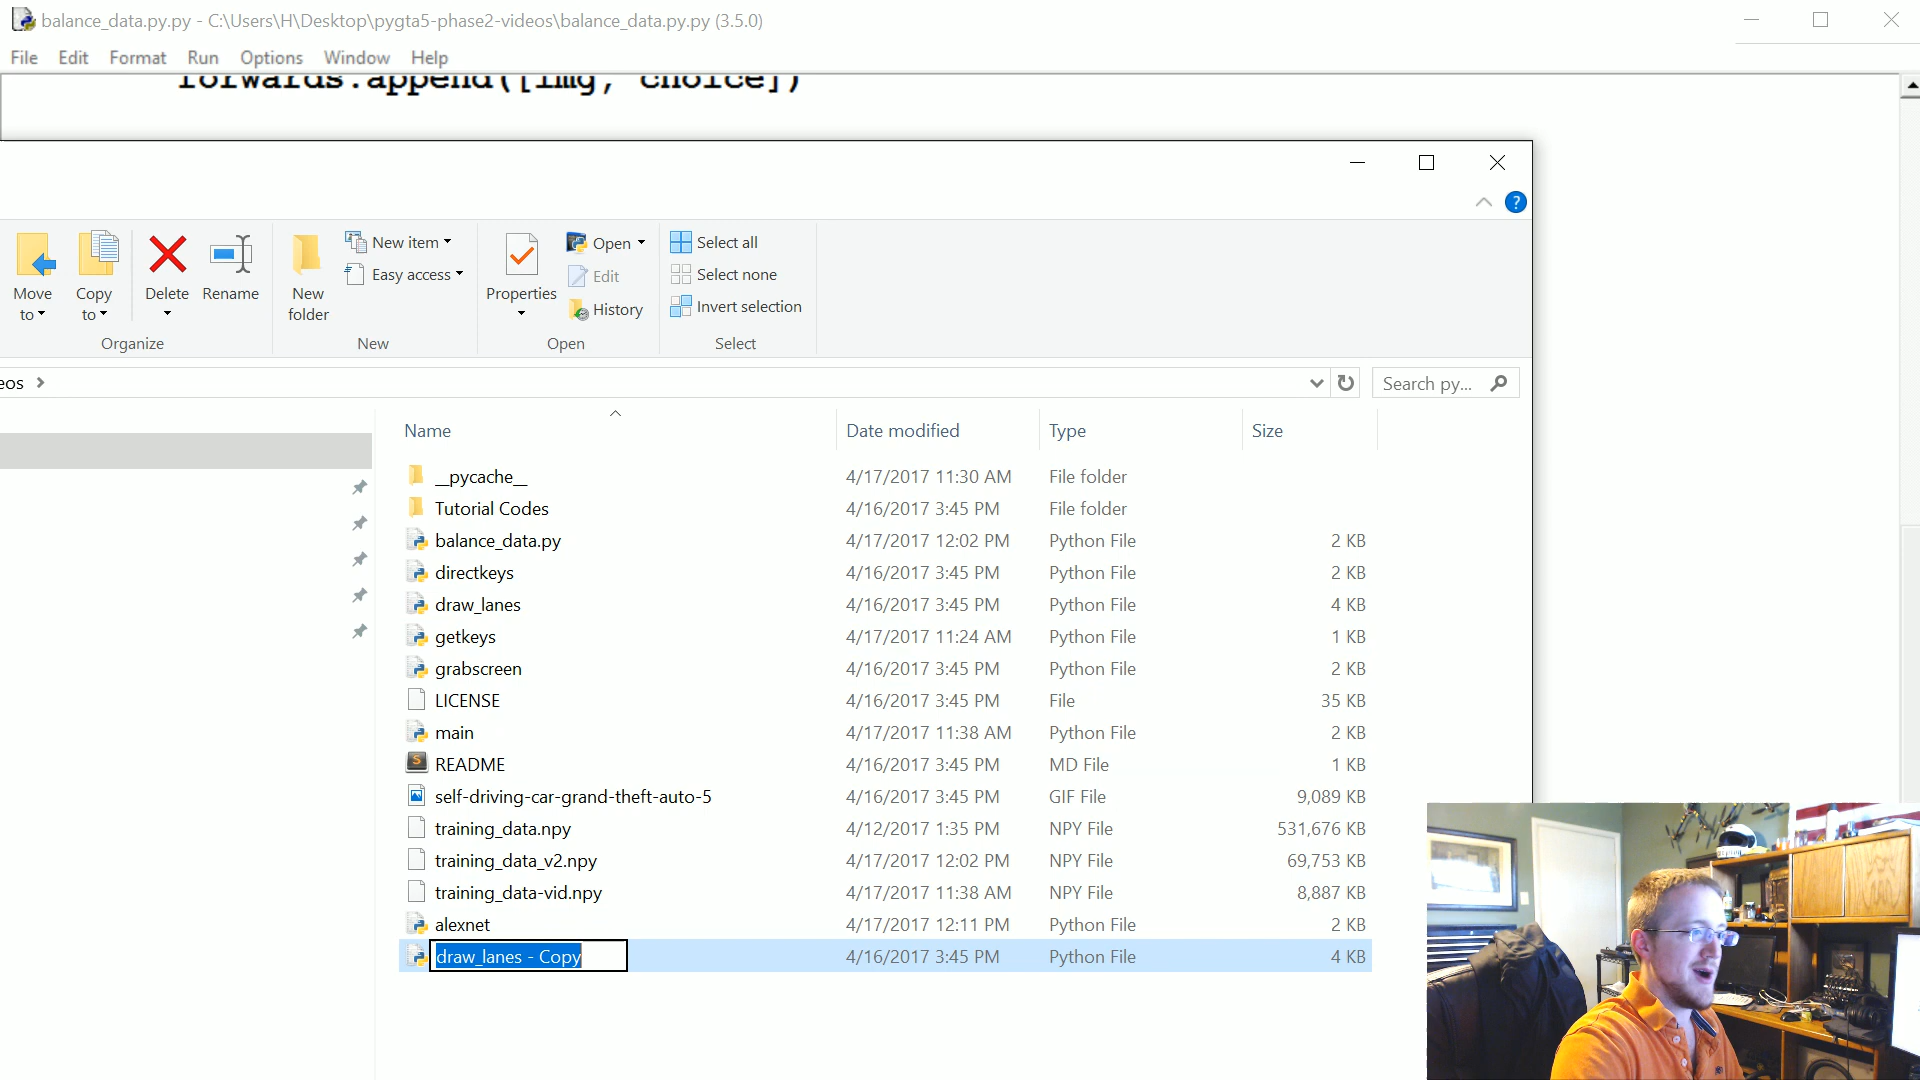 balance_data.py.py - C:\Users\H\Desktop\pygta5-phase2-videos\balance_data.py.py (3.5.0)
File Edit Format Run Options Window Help
forwards.append([img, choice])
Move to Copy to Delete Rename New folder New item Easy access Properties Open Edit History Select all Select none Invert selection
Organize New Open Select
eos Search py...
Name Date modified Type Size
__pycache__ 4/17/2017 11:30 AM File folder
Tutorial Codes 4/16/2017 3:45 PM File folder
balance_data.py 4/17/2017 12:02 PM Python File 2 KB
directkeys 4/16/2017 3:45 PM Python File 2 KB
draw_lanes 4/16/2017 3:45 PM Python File 4 KB
getkeys 4/17/2017 11:24 AM Python File 1 KB
grabscreen 4/16/2017 3:45 PM Python File 2 KB
LICENSE 4/16/2017 3:45 PM File 35 KB
main 4/17/2017 11:38 AM Python File 2 KB
README 4/16/2017 3:45 PM MD File 1 KB
self-driving-car-grand-theft-auto-5 4/16/2017 3:45 PM GIF File 9,089 KB
training_data.npy 4/12/2017 1:35 PM NPY File 531,676 KB
training_data_v2.npy 4/17/2017 12:02 PM NPY File 69,753 KB
training_data-vid.npy 4/17/2017 11:38 AM NPY File 8,887 KB
alexnet 4/17/2017 12:11 PM Python File 2 KB
draw_lanes - Copy 4/16/2017 3:45 PM Python File 4 KB